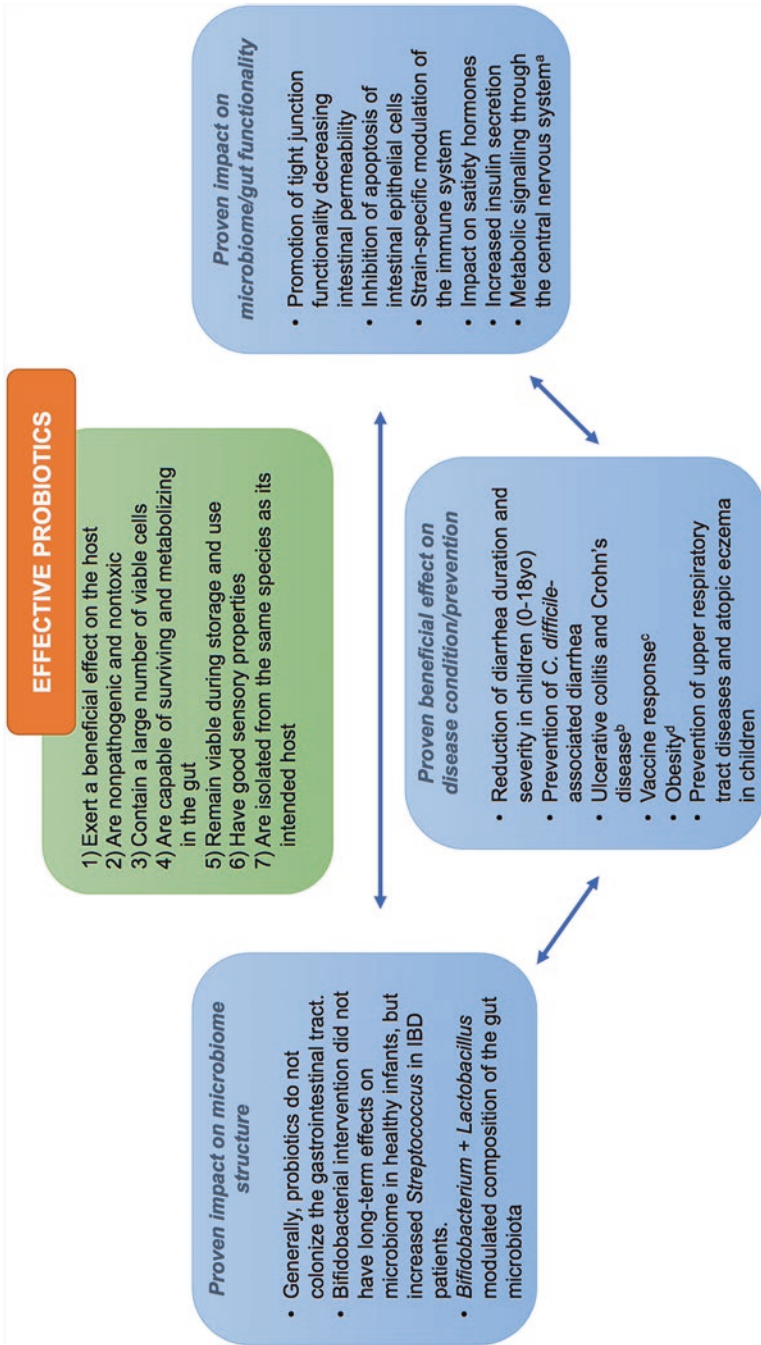 EFFECTIVE PROBIOTICS
1) Exert a beneficial effect on the host
2) Are nonpathogenic and nontoxic
3) Contain a large number of viable cells
4) Are capable of surviving and metabolizing
in the gut
5) Remain viable during storage and use
6) Have good sensory properties
7) Are isolated from the same species as its
intended host
Proven impact on microbiome
structure
• Generally, probiotics do not
colonize the gastrointestinal tract.
• Bifidobacterial intervention did not
have long-term effects on
microbiome in healthy infants, but
increased Streptococcus in IBD
patients.
• Bifidobacterium + Lactobacillus
modulated composition of the gut
microbiota
Proven beneficial effect on
disease condition/prevention
• Reduction of diarrhea duration and
severity in children (0-18yo)
• Prevention of C. difficile-
associated diarrhea
• Ulcerative colitis and Crohn's
diseaseᵇ
• Vaccine responseᶜ
• Obesityᵈ
• Prevention of upper respiratory
tract diseases and atopic eczema
in children
Proven impact on
microbiome/gut functionality
• Promotion of tight junction
functionality decreasing
intestinal permeability
• Inhibition of apoptosis of
intestinal epithelial cells
• Strain-specific modulation of
the immune system
• Impact on satiety hormones
• Increased insulin secretion
• Metabolic signalling through
the central nervous systemᵃ